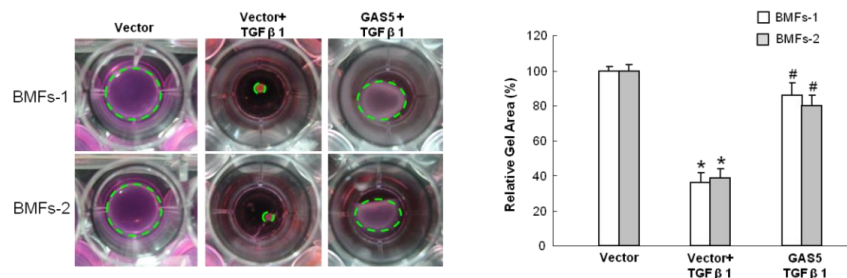 Vector
Vector+
TGFβ1
GAS5+
TGFβ1
BMFs-1
BMFs-2
BMFs-1
BMFs-2
Relative Gel Area (%)
120
100
80
60
40
20
0
*
*
#
#
Vector
Vector+
TGFβ1
GAS5
TGFβ1